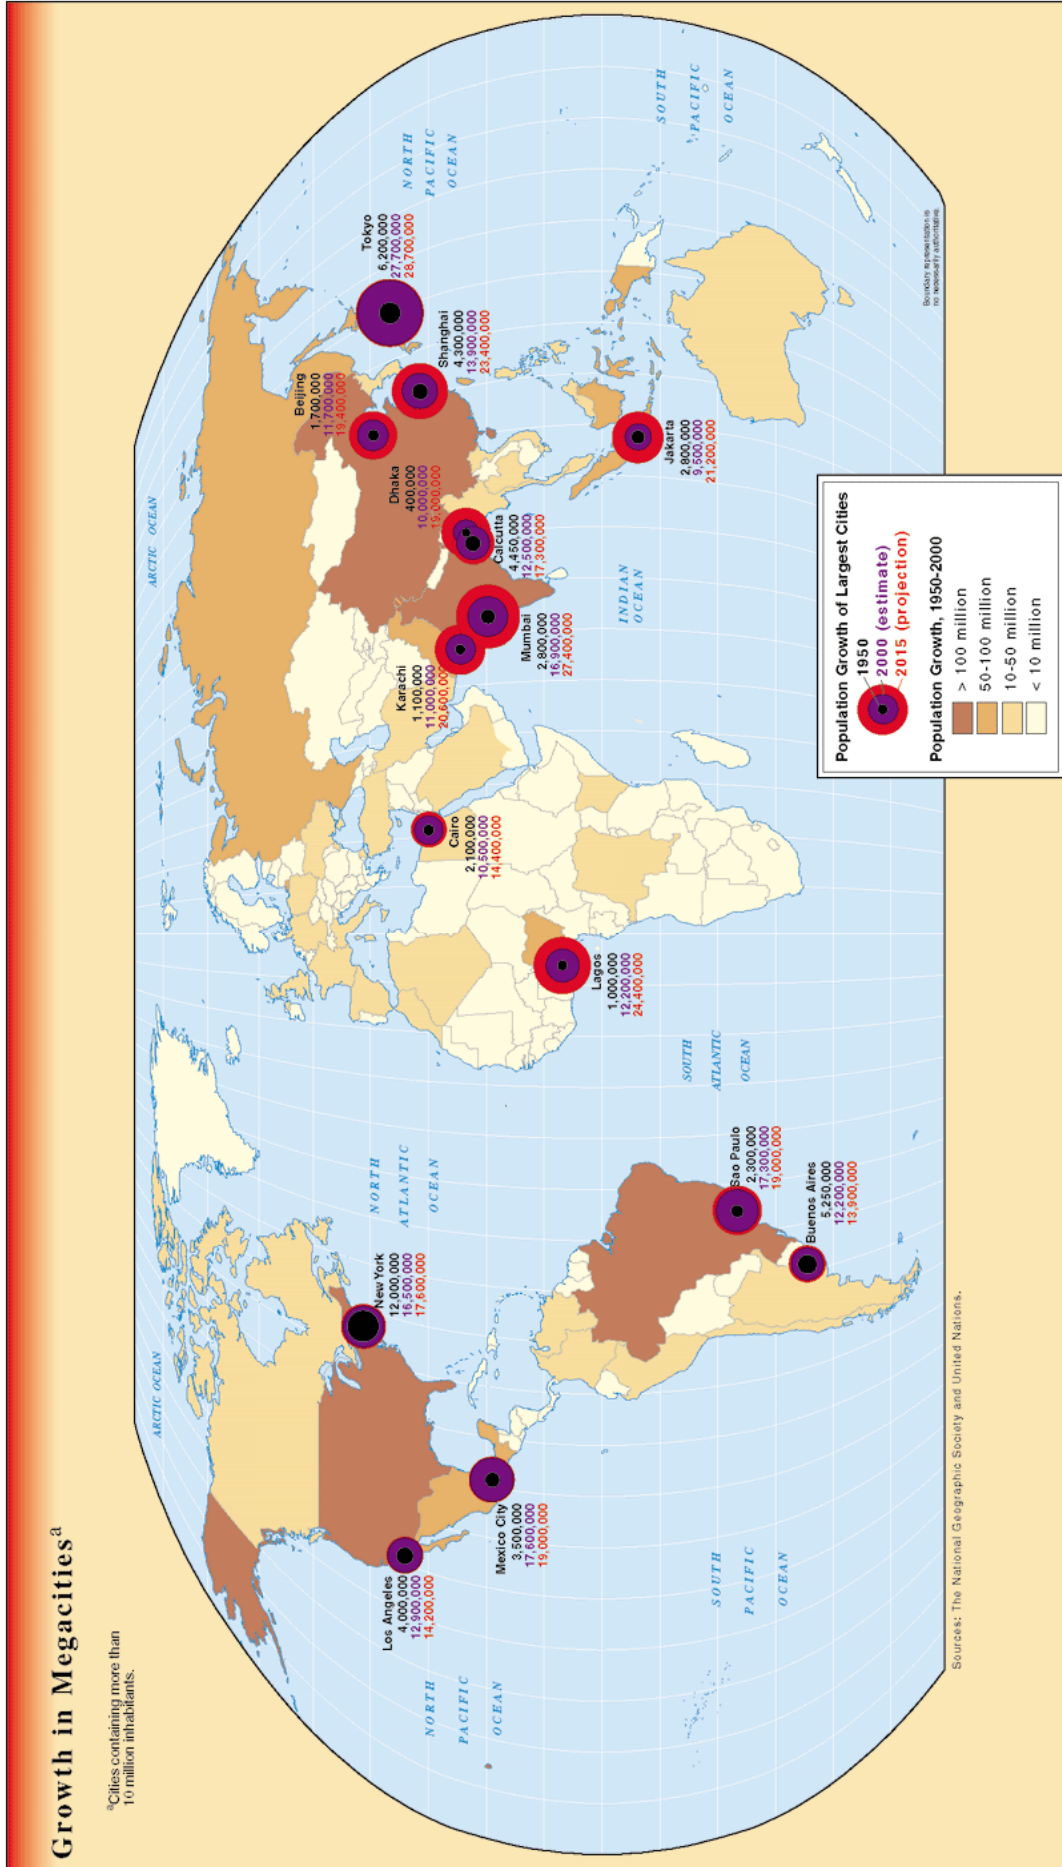 Growth in Megacitiesa
aCities containing more than
10 million inhabitants.
ARCTIC OCEAN
ARCTIC OCEAN
NORTH
PACIFIC
OCEAN
NORTH
ATLANTIC
OCEAN
NORTH
PACIFIC
OCEAN
SOUTH
PACIFIC
OCEAN
SOUTH
ATLANTIC
OCEAN
INDIAN
OCEAN
SOUTH
PACIFIC
OCEAN
Los Angeles
4,000,000
12,900,000
14,200,000
Mexico City
3,500,000
17,600,000
19,000,000
New York
12,000,000
16,500,000
17,600,000
Sao Paulo
2,300,000
17,300,000
19,000,000
Buenos Aires
5,250,000
12,200,000
13,900,000
Lagos
1,000,000
12,200,000
24,400,000
Cairo
2,100,000
10,500,000
14,400,000
Karachi
1,100,000
11,000,000
20,600,000
Mumbai
2,800,000
16,900,000
27,400,000
Calcutta
4,450,000
12,500,000
17,300,000
Dhaka
400,000
10,000,000
19,000,000
Beijing
1,700,000
11,700,000
19,400,000
Shanghai
4,300,000
13,900,000
23,400,000
Tokyo
6,200,000
27,700,000
28,700,000
Jakarta
2,800,000
9,500,000
21,200,000
Population Growth of Largest Cities
1950
2000 (estimate)
2015 (projection)
Population Growth, 1950-2000
> 100 million
50-100 million
10-50 million
< 10 million
Boundary representation is
no necessarily authoritative.
Sources: The National Geographic Society and United Nations.